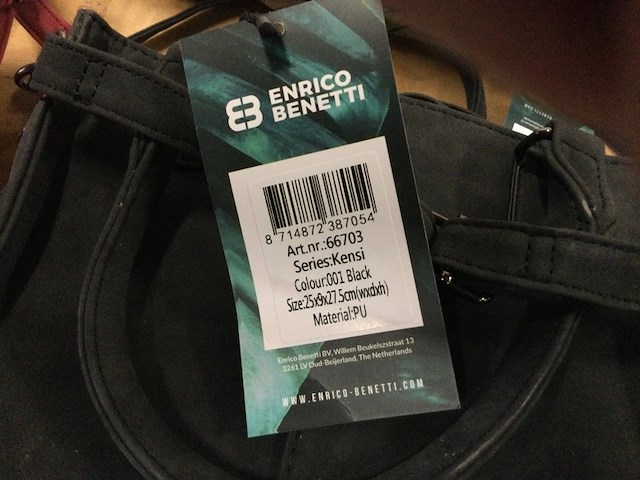 ENRICO
BENETTI
8 714872 387054
Art.nr.:66703
Series:Kensi
Colour:001 Black
Size:25x9x27.5cm(wxdxh)
Material:PU
Enrico Benetti BV, Willem Beukelszstraat 13
3261 LV Oud-Beijerland, The Netherlands
WWW.ENRICO-BENETTI.COM